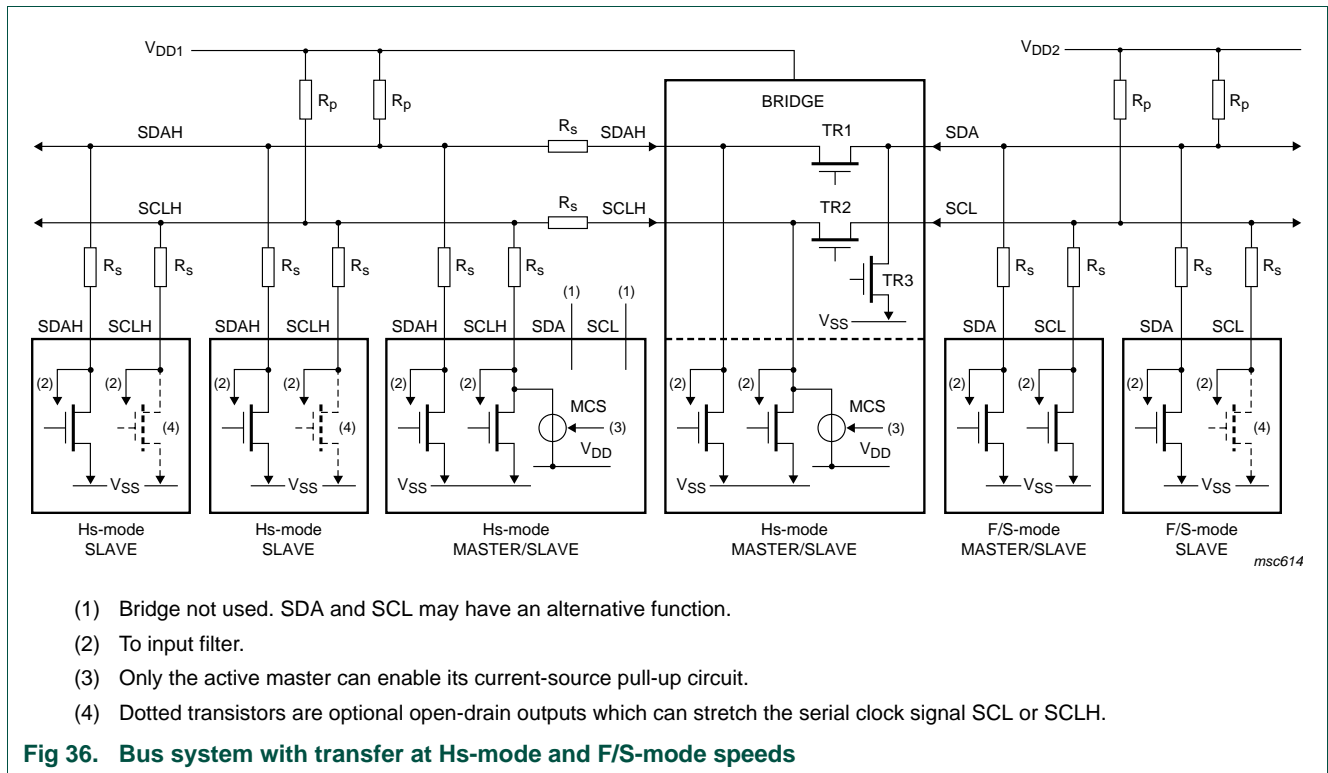 VDD1
VDD2
BRIDGE
Rp Rp Rp Rp
SDAH Rs SDAH TR1 SDA
SCLH Rs SCLH TR2 SCL
Rs Rs Rs Rs Rs Rs TR3 Rs Rs Rs Rs
(1) (1)
VSS
SDAH SCLH SDAH SCLH SDAH SCLH SDA SCL SDA SCL SDA SCL
(2) (2) (2) (2) (2) (2) (2) (2) (2) (2) (2) (2)
(4) (4) MCS (3) MCS (3) (4)
VDD VDD
VSS VSS VSS VSS VSS VSS
Hs-mode Hs-mode Hs-mode Hs-mode F/S-mode F/S-mode
SLAVE SLAVE MASTER/SLAVE MASTER/SLAVE MASTER/SLAVE SLAVE
msc614
(1) Bridge not used. SDA and SCL may have an alternative function.
(2) To input filter.
(3) Only the active master can enable its current-source pull-up circuit.
(4) Dotted transistors are optional open-drain outputs which can stretch the serial clock signal SCL or SCLH.
Fig 36. Bus system with transfer at Hs-mode and F/S-mode speeds